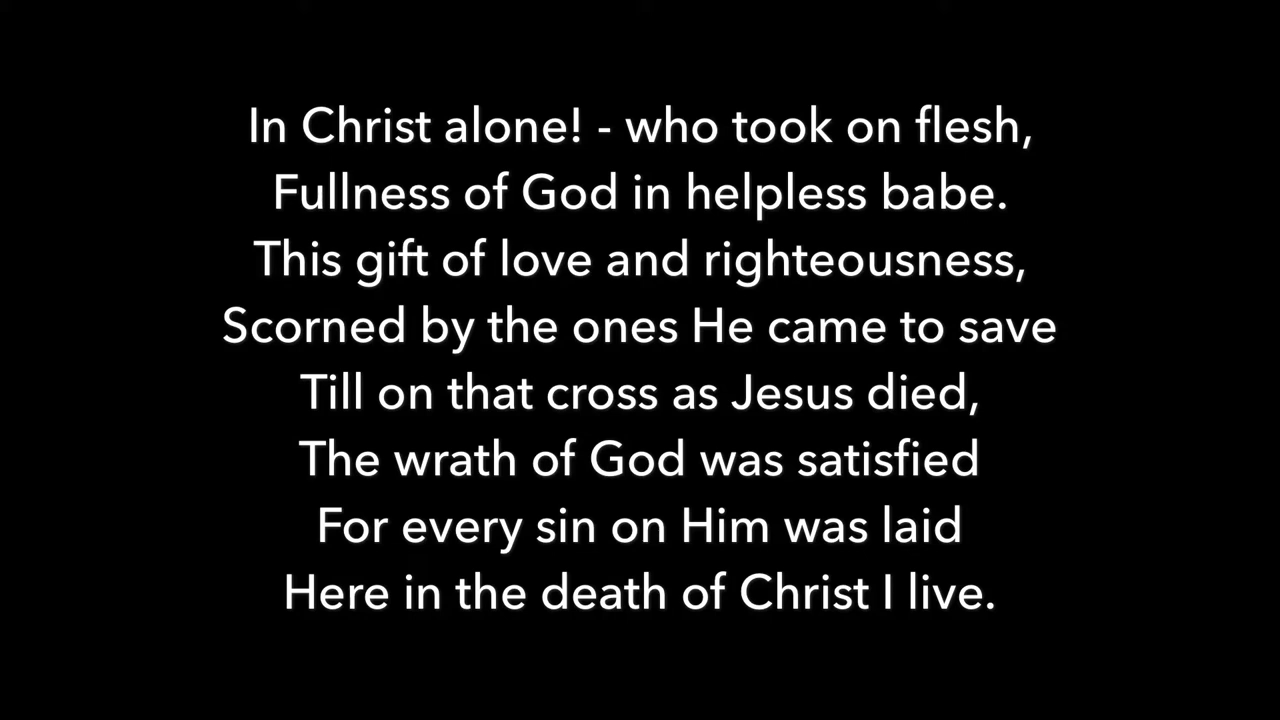 In Christ alone! - who took on flesh,
Fullness of God in helpless babe.
This gift of love and righteousness,
Scorned by the ones He came to save
Till on that cross as Jesus died,
The wrath of God was satisfied
For every sin on Him was laid
Here in the death of Christ I live.